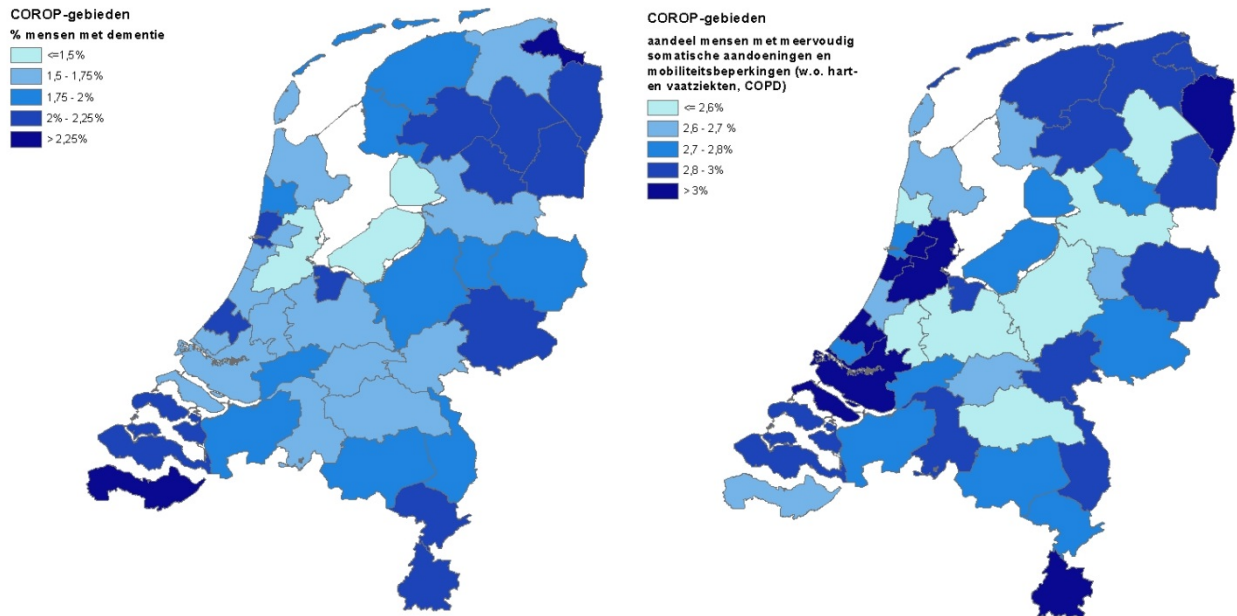 COROP-gebieden
% mensen met dementie
<=1,5%
1,5 - 1,75%
1,75 - 2%
2% - 2,25%
> 2,25%
COROP-gebieden
aandeel mensen met meervoudig
somatische aandoeningen en
mobiliteitsbeperkingen (w.o. hart-
en vaatziekten, COPD)
<= 2,6%
2,6 - 2,7 %
2,7 - 2,8%
2,8 - 3%
> 3%